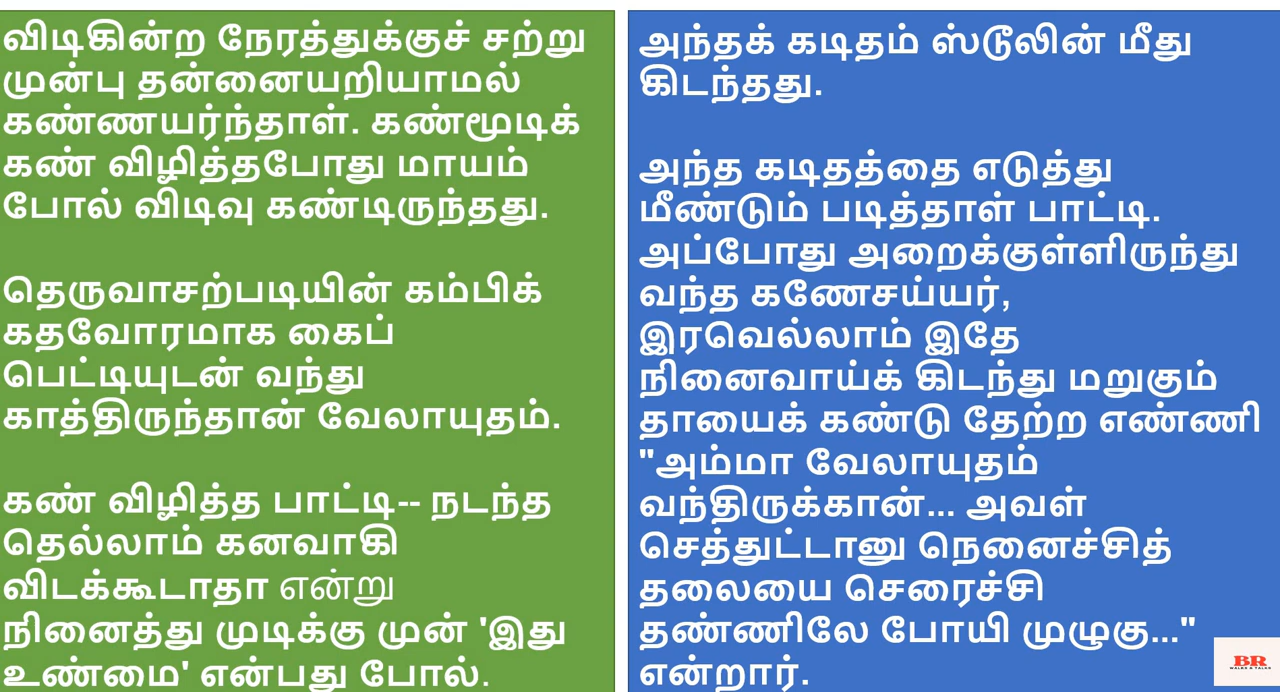 விடிகின்ற நேரத்துக்குச் சற்று
முன்பு தன்னையறியாமல்
கண்ணயர்ந்தாள். கண்மூடிக்
கண் விழித்தபோது மாயம்
போல் விடிவு கண்டிருந்தது.
தெருவாசற்படியின் கம்பிக்
கதவோரமாக கைப்
பெட்டியுடன் வந்து
காத்திருந்தான் வேலாயுதம்.
கண் விழித்த பாட்டி-- நடந்த
தெல்லாம் கனவாகி
விடக்கூடாதா என்று
நினைத்து முடிக்கு முன் 'இது
உண்மை' என்பது போல்.
அந்தக் கடிதம் ஸ்டூலின் மீது
கிடந்தது.
அந்த கடிதத்தை எடுத்து
மீண்டும் படித்தாள் பாட்டி.
அப்போது அறைக்குள்ளிருந்து
வந்த கணேசய்யர்,
இரவெல்லாம் இதே
நினைவாய்க் கிடந்து மறுகும்
தாயைக் கண்டு தேற்ற எண்ணி
"அம்மா வேலாயுதம்
வந்திருக்கான்... அவள்
செத்துட்டானு நெனைச்சித்
தலையை செரைச்சி
தண்ணிலே போயி முழுகு..."
என்றார்.
BR
WALKS & TALKS